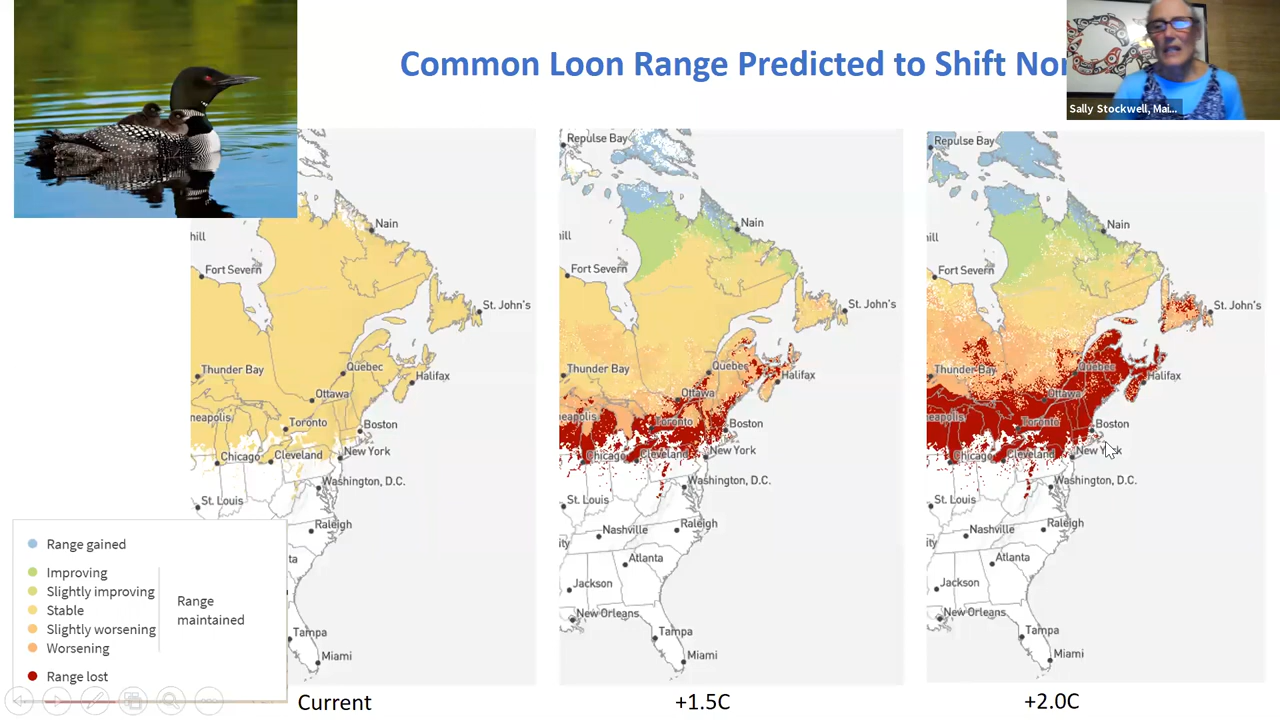 Common Loon Range Predicted to Shift Nor
Sally Stockwell, Mai...
Nain
hill
Fort Severn
St. John's
Thunder Bay
Quebec
Halifax
Ottawa
neapolis
Toronto
Boston
Chicago
Cleveland
New York
Washington, D.C.
St. Louis
Raleigh
ta
Tampa
Miami
Current
Repulse Bay
Nain
ill
Fort Severn
St. John's
Thunder Bay
Quebec
Halifax
Ottawa
eapolis
Toronto
Boston
Chicago
Cleveland
New York
Washington, D.C.
St. Louis
Nashville
Raleigh
ity
Atlanta
Jackson
New Orleans
Tampa
Miami
+1.5C
Repulse Bay
Nain
ill
Fort Severn
St. John's
Thunder Bay
Quebec
Halifax
Ottawa
eapolis
Toronto
Boston
Chicago
Cleveland
New York
Washington, D.C.
St. Louis
Nashville
Raleigh
ity
Atlanta
Jackson
New Orleans
Tampa
Miami
+2.0C
Range gained
Improving
Slightly improving
Stable
Slightly worsening
Worsening
Range
maintained
Range lost